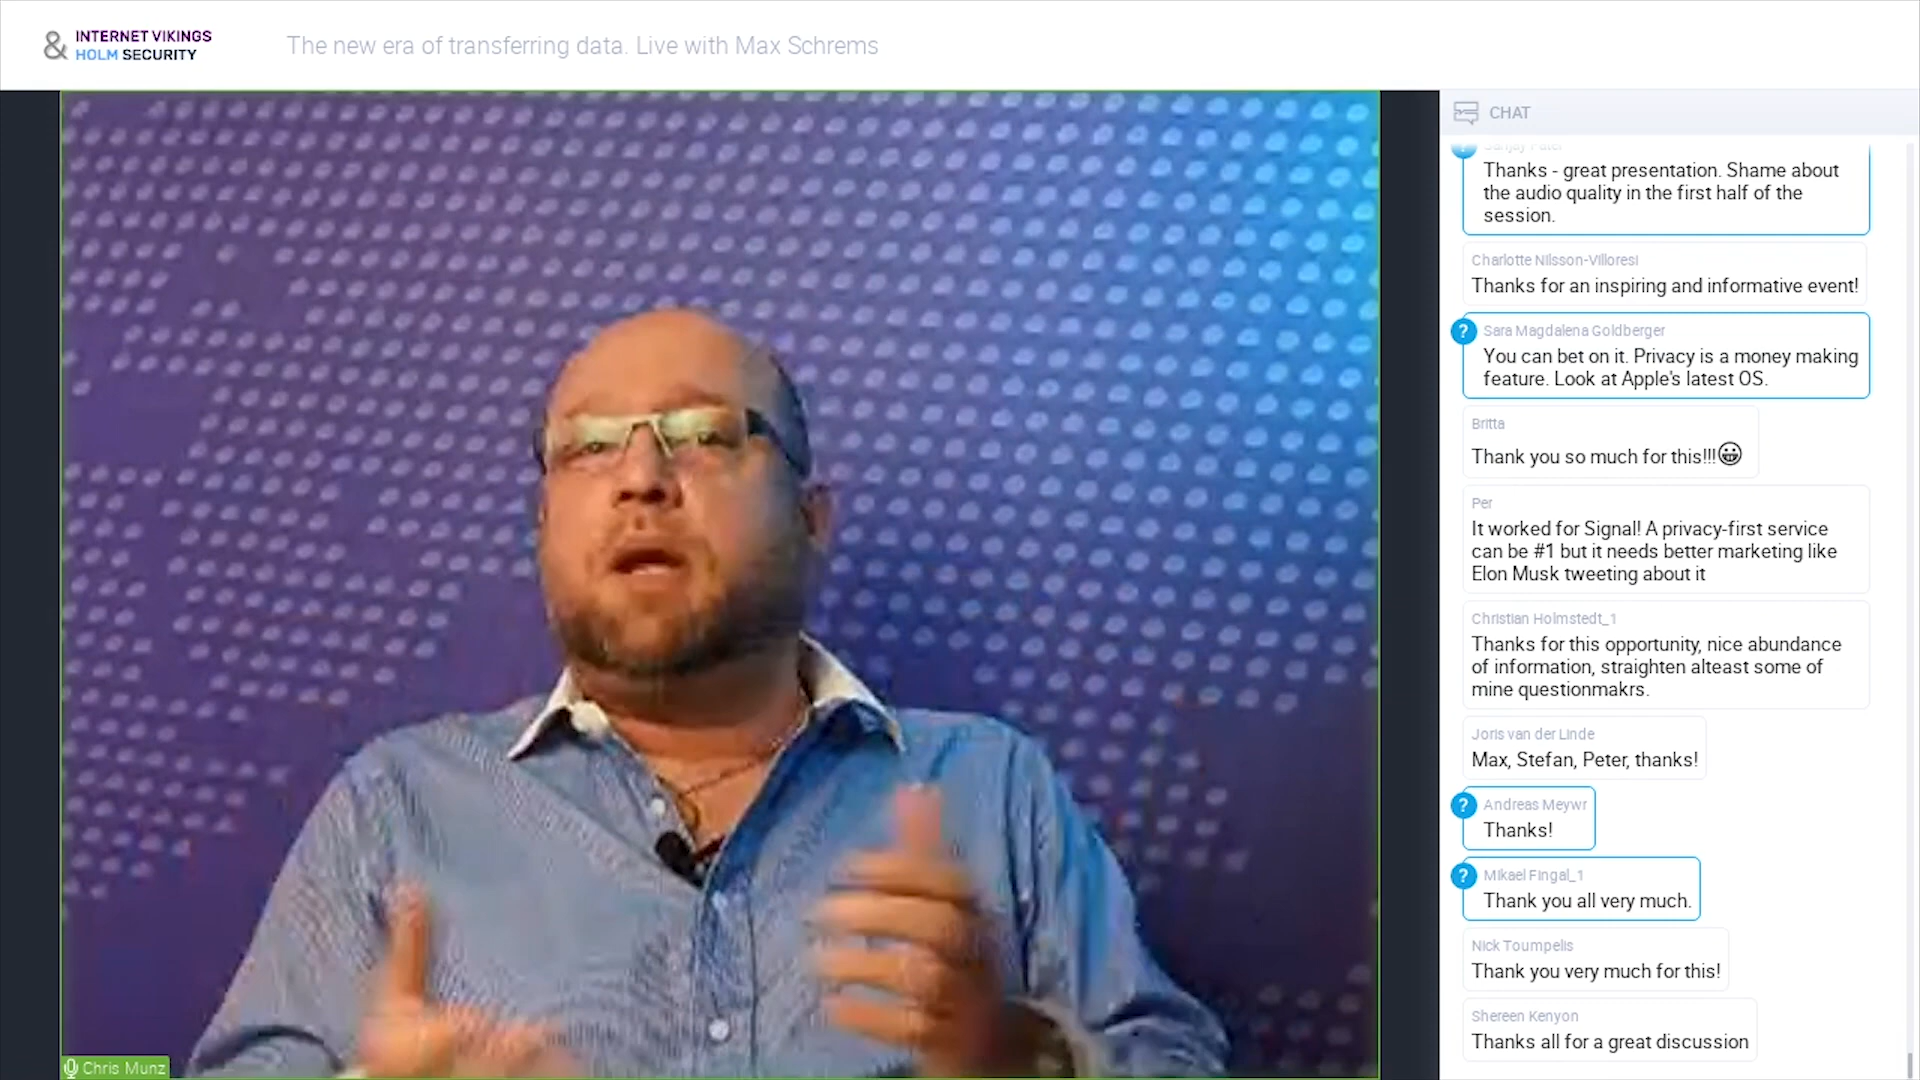 & INTERNET VIKINGS
HOLM SECURITY
The new era of transferring data. Live with Max Schrems
CHAT
Sanjay Patel
Thanks - great presentation. Shame about
the audio quality in the first half of the
session.
Charlotte Nilsson-Villoresi
Thanks for an inspiring and informative event!
? Sara Magdalena Goldberger
You can bet on it. Privacy is a money making
feature. Look at Apple's latest OS.
Britta
Thank you so much for this!!!😀
Per
It worked for Signal! A privacy-first service
can be #1 but it needs better marketing like
Elon Musk tweeting about it
Christian Holmstedt_1
Thanks for this opportunity, nice abundance
of information, straighten alteast some of
mine questionmakrs.
Joris van der Linde
Max, Stefan, Peter, thanks!
? Andreas Meywr
Thanks!
? Mikael Fingal_1
Thank you all very much.
Nick Toumpelis
Thank you very much for this!
Shereen Kenyon
Thanks all for a great discussion
Chris Munz